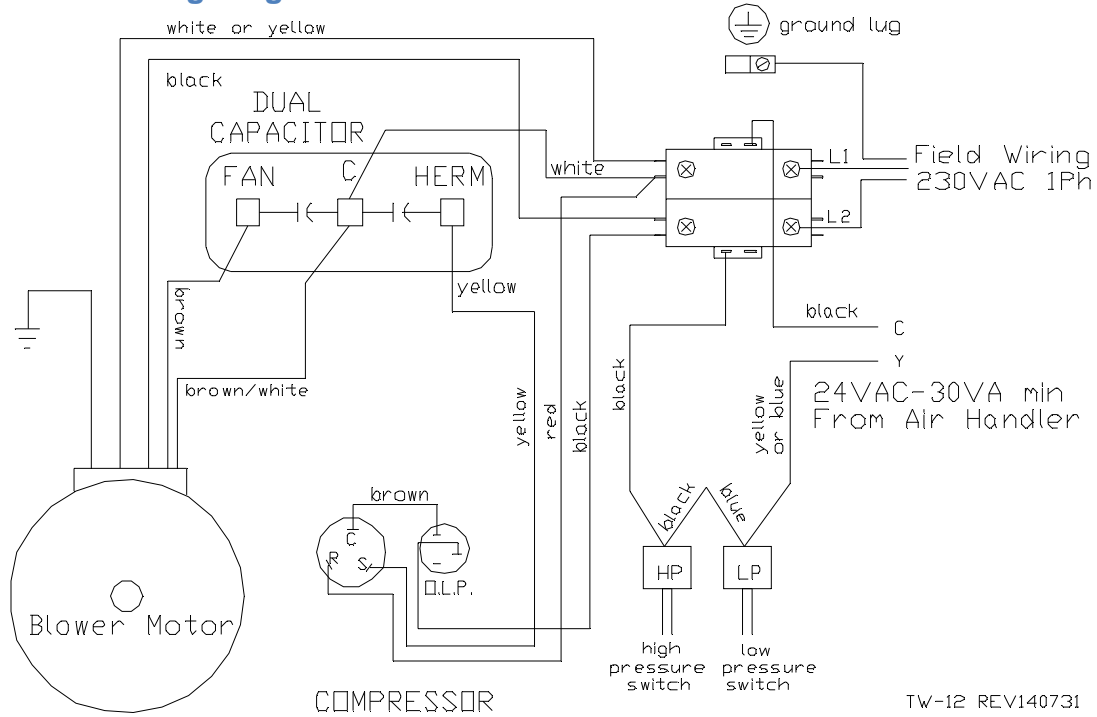 white or yellow
ground lug
black
DUAL
CAPACITOR
FAN
C
HERM
white
L1
Field Wiring
230VAC 1Ph
L2
brown
yellow
black
C
Y
brown/white
24VAC-30VA min
From Air Handler
yellow
red
black
black
yellow
or blue
brown
black
blue
C
R
S
O.L.P.
HP
LP
Blower Motor
high
pressure
switch
low
pressure
switch
COMPRESSOR
TW-12 REV140731